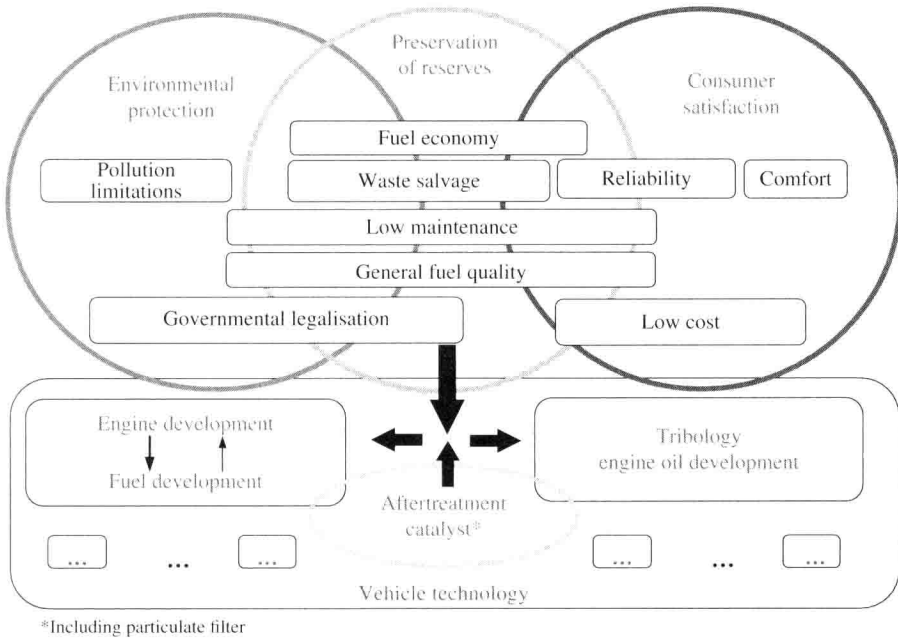 Preservation
of reserves
Environmental
protection
Consumer
satisfaction
Fuel economy
Pollution
limitations
Waste salvage
Reliability
Comfort
Low maintenance
General fuel quality
Governmental legalisation
Low cost
Engine development
Fuel development
Tribology
engine oil development
Aftertreatment
catalyst*
...
...
...
...
...
...
Vehicle technology
*Including particulate filter